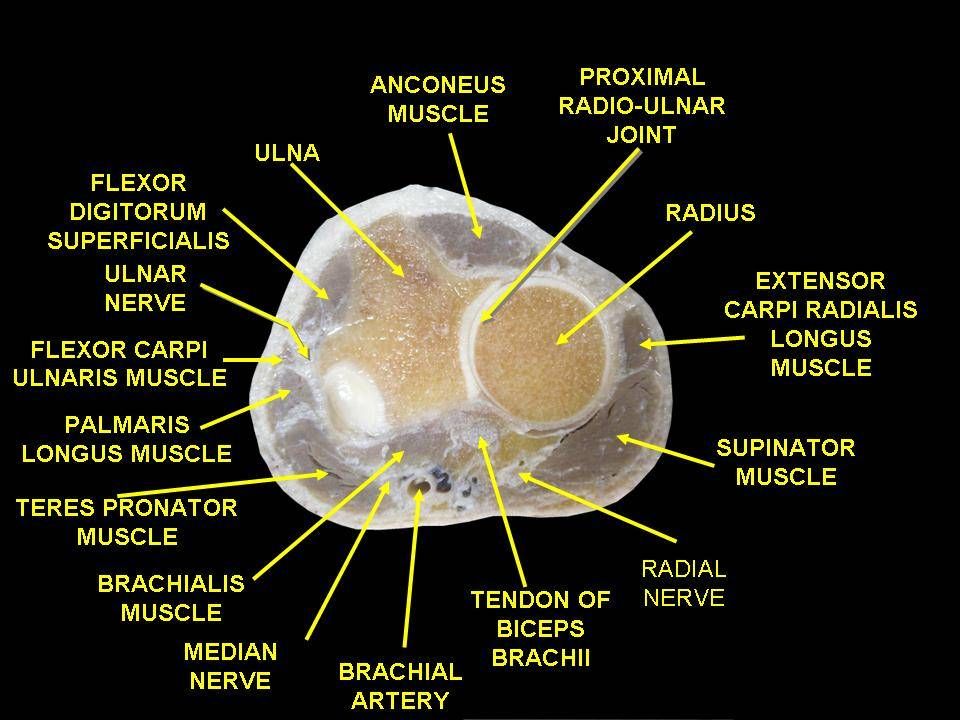 ANCONEUS
MUSCLE
PROXIMAL
RADIO-ULNAR
JOINT
ULNA
FLEXOR
DIGITORUM
SUPERFICIALIS
RADIUS
ULNAR
NERVE
EXTENSOR
CARPI RADIALIS
LONGUS
MUSCLE
FLEXOR CARPI
ULNARIS MUSCLE
PALMARIS
LONGUS MUSCLE
SUPINATOR
MUSCLE
TERES PRONATOR
MUSCLE
BRACHIALIS
MUSCLE
RADIAL
NERVE
TENDON OF
BICEPS
BRACHII
MEDIAN
NERVE
BRACHIAL
ARTERY